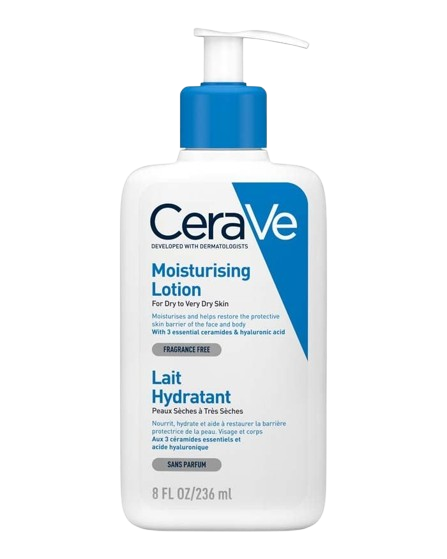 CeraVe
DEVELOPED WITH DERMATOLOGISTS
Moisturising
Lotion
For Dry to Very Dry Skin
Moisturises and helps restore the protective
skin barrier of the face and body
With 3 essential ceramides & hyaluronic acid
FRAGRANCE FREE
Lait
Hydratant
Peaux Sèches à Très Sèches
Nourrit, hydrate et aide à restaurer la barrière
protectrice de la peau. Visage et corps
Aux 3 céramides essentiels et
acide hyaluronique
SANS PARFUM
8 FL OZ/236 ml